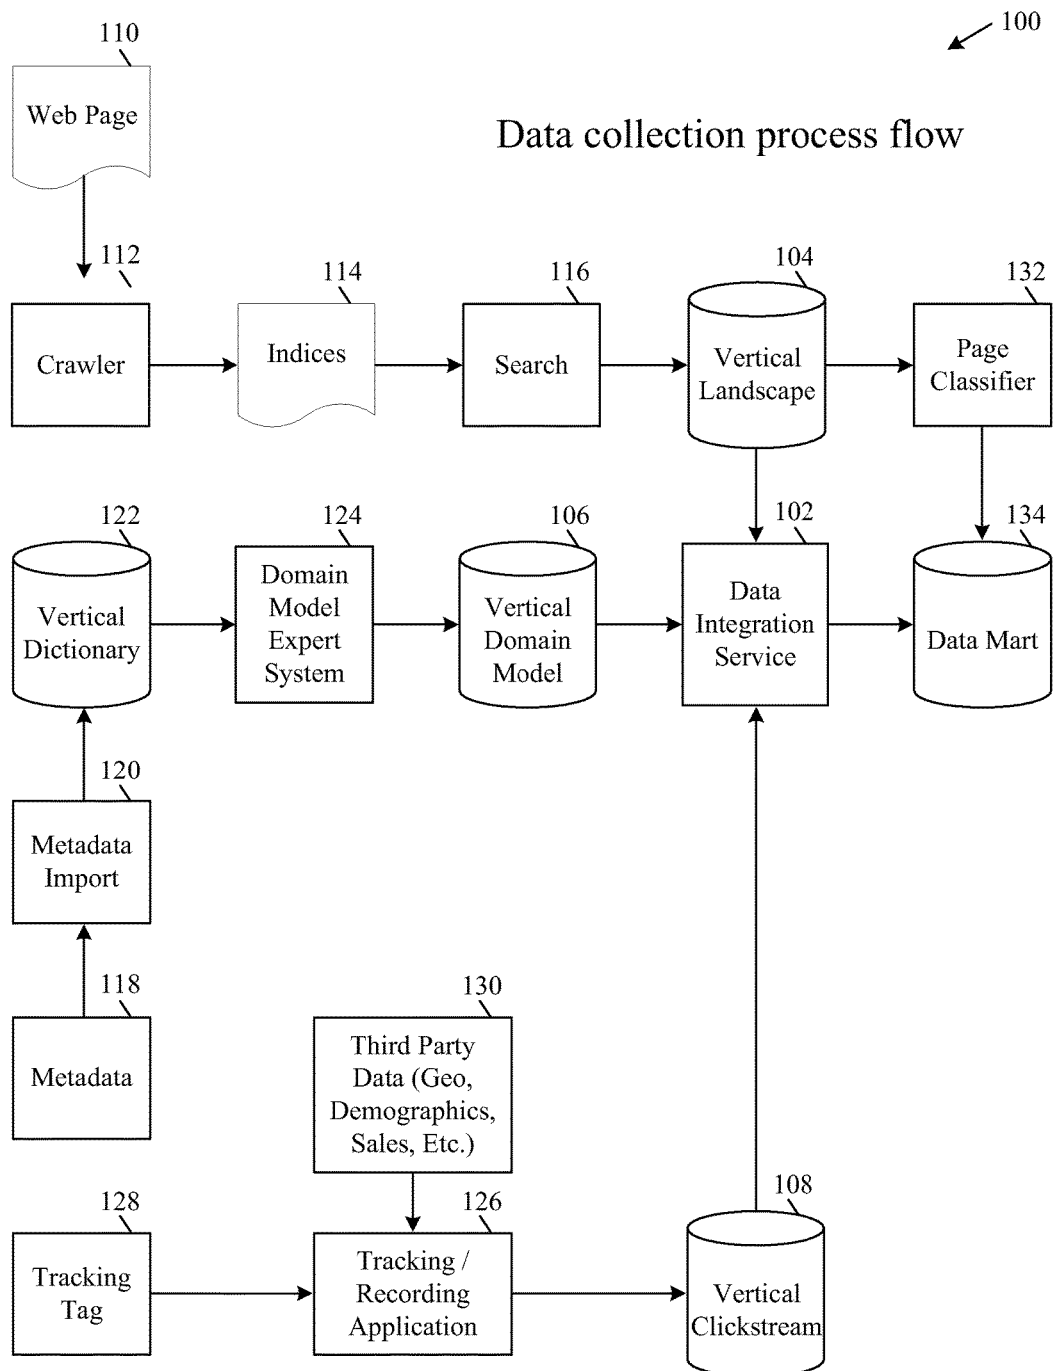 110
100
Web Page
Data collection process flow
112
114
116
104
132
Crawler
Indices
Search
Vertical
Landscape
Page
Classifier
122
124
106
102
134
Vertical
Dictionary
Domain
Model
Expert
System
Vertical
Domain
Model
Data
Integration
Service
Data Mart
120
Metadata
Import
118
130
Metadata
Third Party
Data (Geo,
Demographics,
Sales, Etc.)
128
126
108
Tracking
Tag
Tracking /
Recording
Application
Vertical
Clickstream